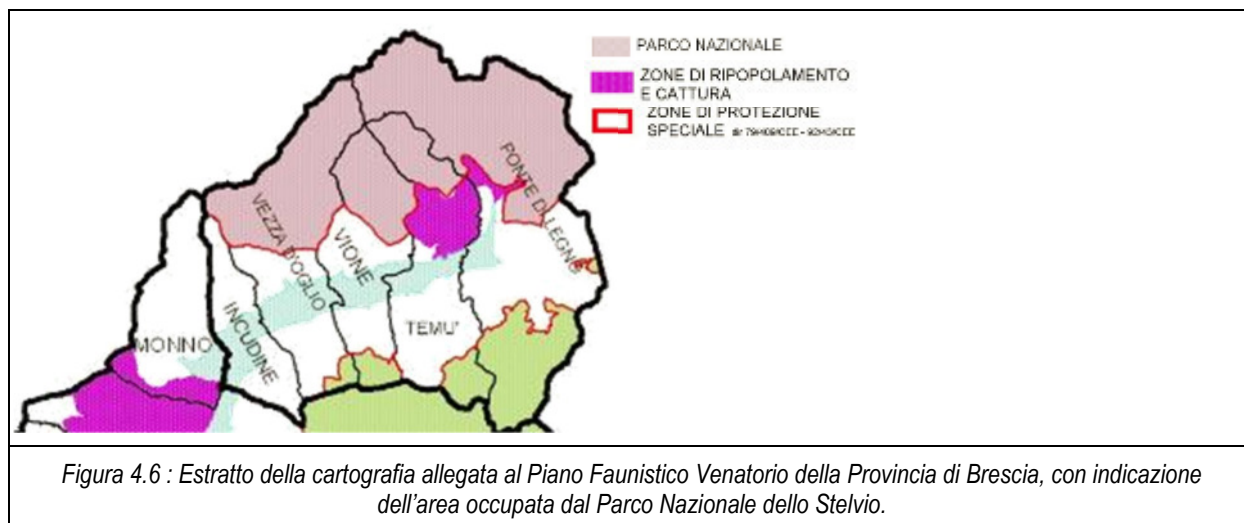 PARCO NAZIONALE
ZONE DI RIPOPOLAMENTO
E CATTURA
ZONE DI PROTEZIONE
SPECIALE
PONTE DI LEGNO
VEZZA D'OGLIO
VIONE
TEMU'
INCUDINE
MONNO
Figura 4.6 : Estratto della cartografia allegata al Piano Faunistico Venatorio della Provincia di Brescia, con indicazione
dell'area occupata dal Parco Nazionale dello Stelvio.